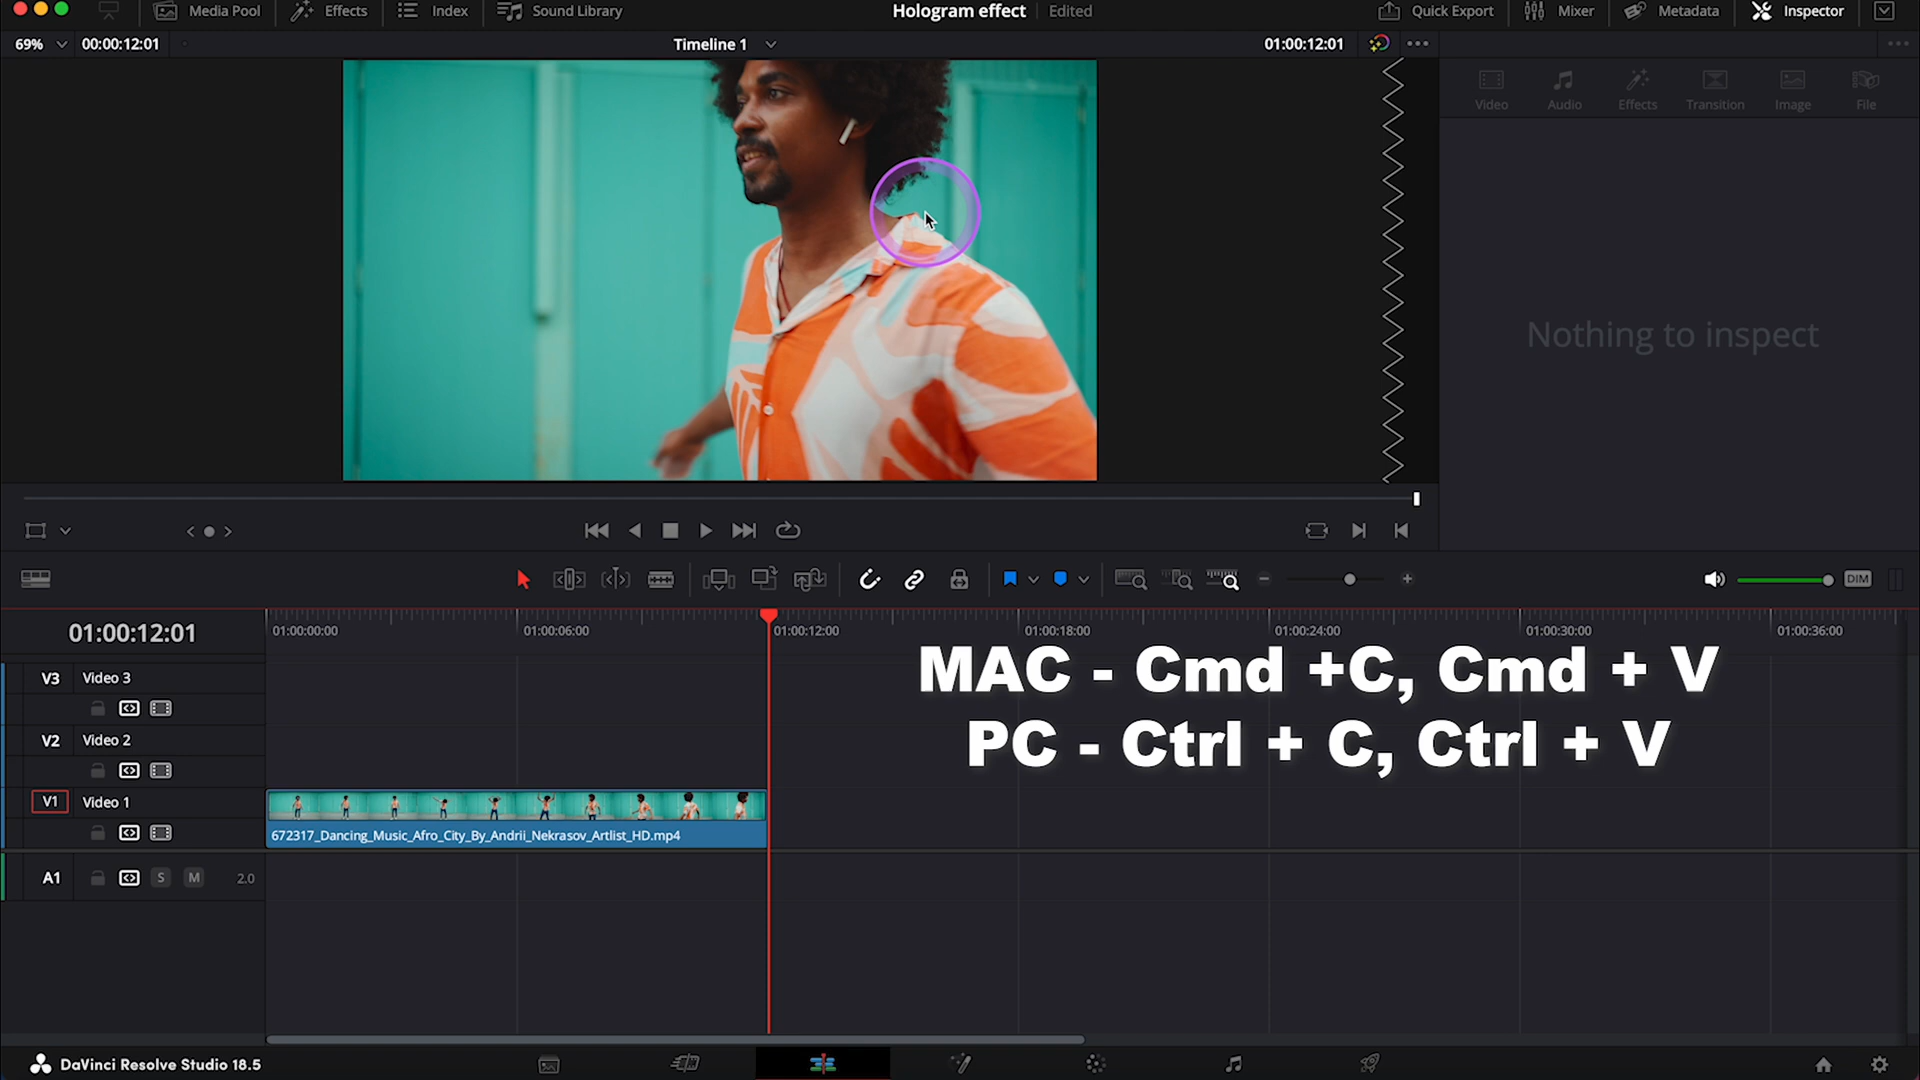 Media Pool
Effects
Index
Sound Library
Hologram effect
Edited
Quick Export
Mixer
Metadata
Inspector
69%
00:00:12:01
Timeline 1
01:00:12:01
Video
Audio
Effects
Transition
Image
File
Nothing to inspect
DIM
01:00:12:01
01:00:00:00
01:00:06:00
01:00:12:00
01:00:18:00
01:00:24:00
01:00:30:00
01:00:36:00
MAC - Cmd +C, Cmd + V
PC - Ctrl + C, Ctrl + V
V3 Video 3
V2 Video 2
V1 Video 1
672317_Dancing_Music_Afro_City_By_Andrii_Nekrasov_Artlist_HD.mp4
A1 S M 2.0
DaVinci Resolve Studio 18.5